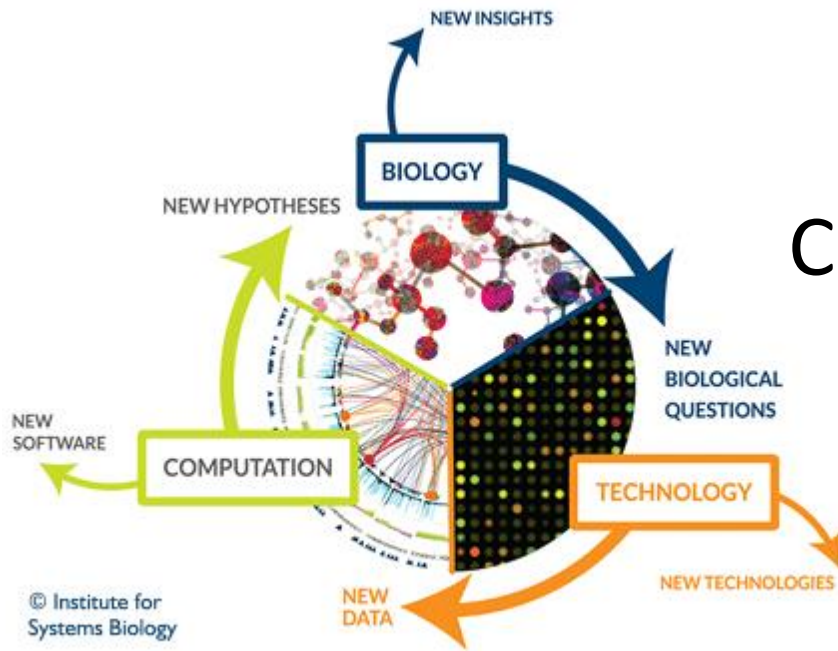 NEW INSIGHTS
BIOLOGY
NEW HYPOTHESES
C
NEW
BIOLOGICAL
QUESTIONS
NEW
SOFTWARE
COMPUTATION
TECHNOLOGY
NEW
DATA
NEW TECHNOLOGIES
© Institute for
Systems Biology